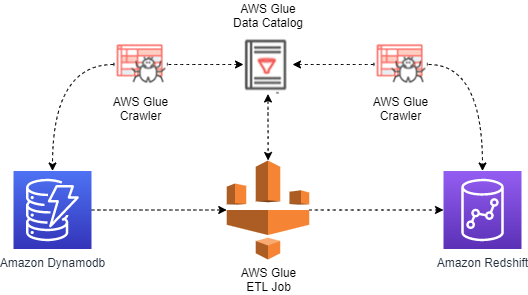 AWS Glue
Data Catalog
AWS Glue
Crawler
AWS Glue
Crawler
Amazon Dynamodb
AWS Glue
ETL Job
Amazon Redshift